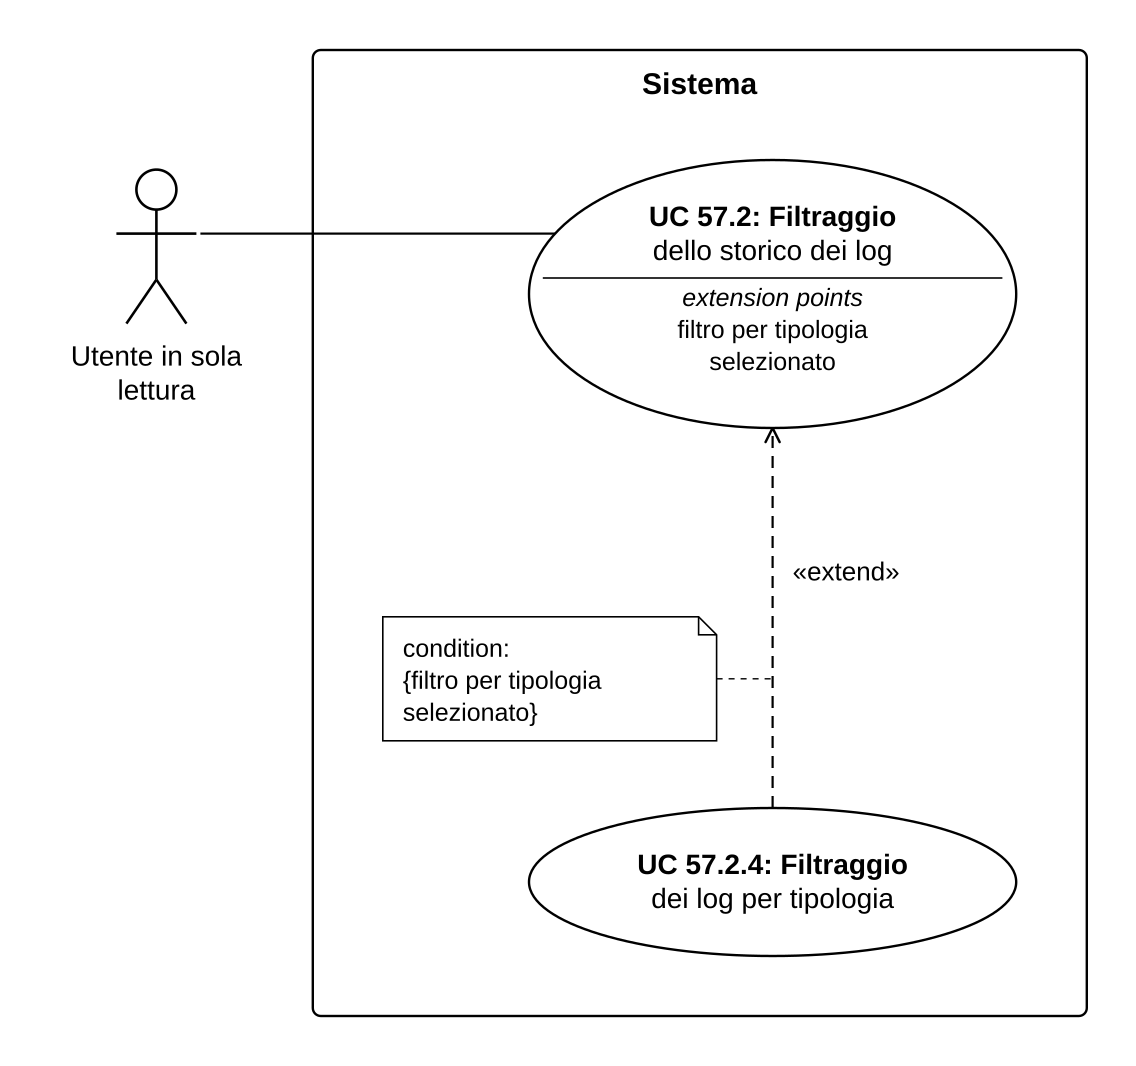 Sistema
UC 57.2: Filtraggio
dello storico dei log
extension points
filtro per tipologia
selezionato
Utente in sola
lettura
«extend»
condition:
{filtro per tipologia
selezionato}
UC 57.2.4: Filtraggio
dei log per tipologia